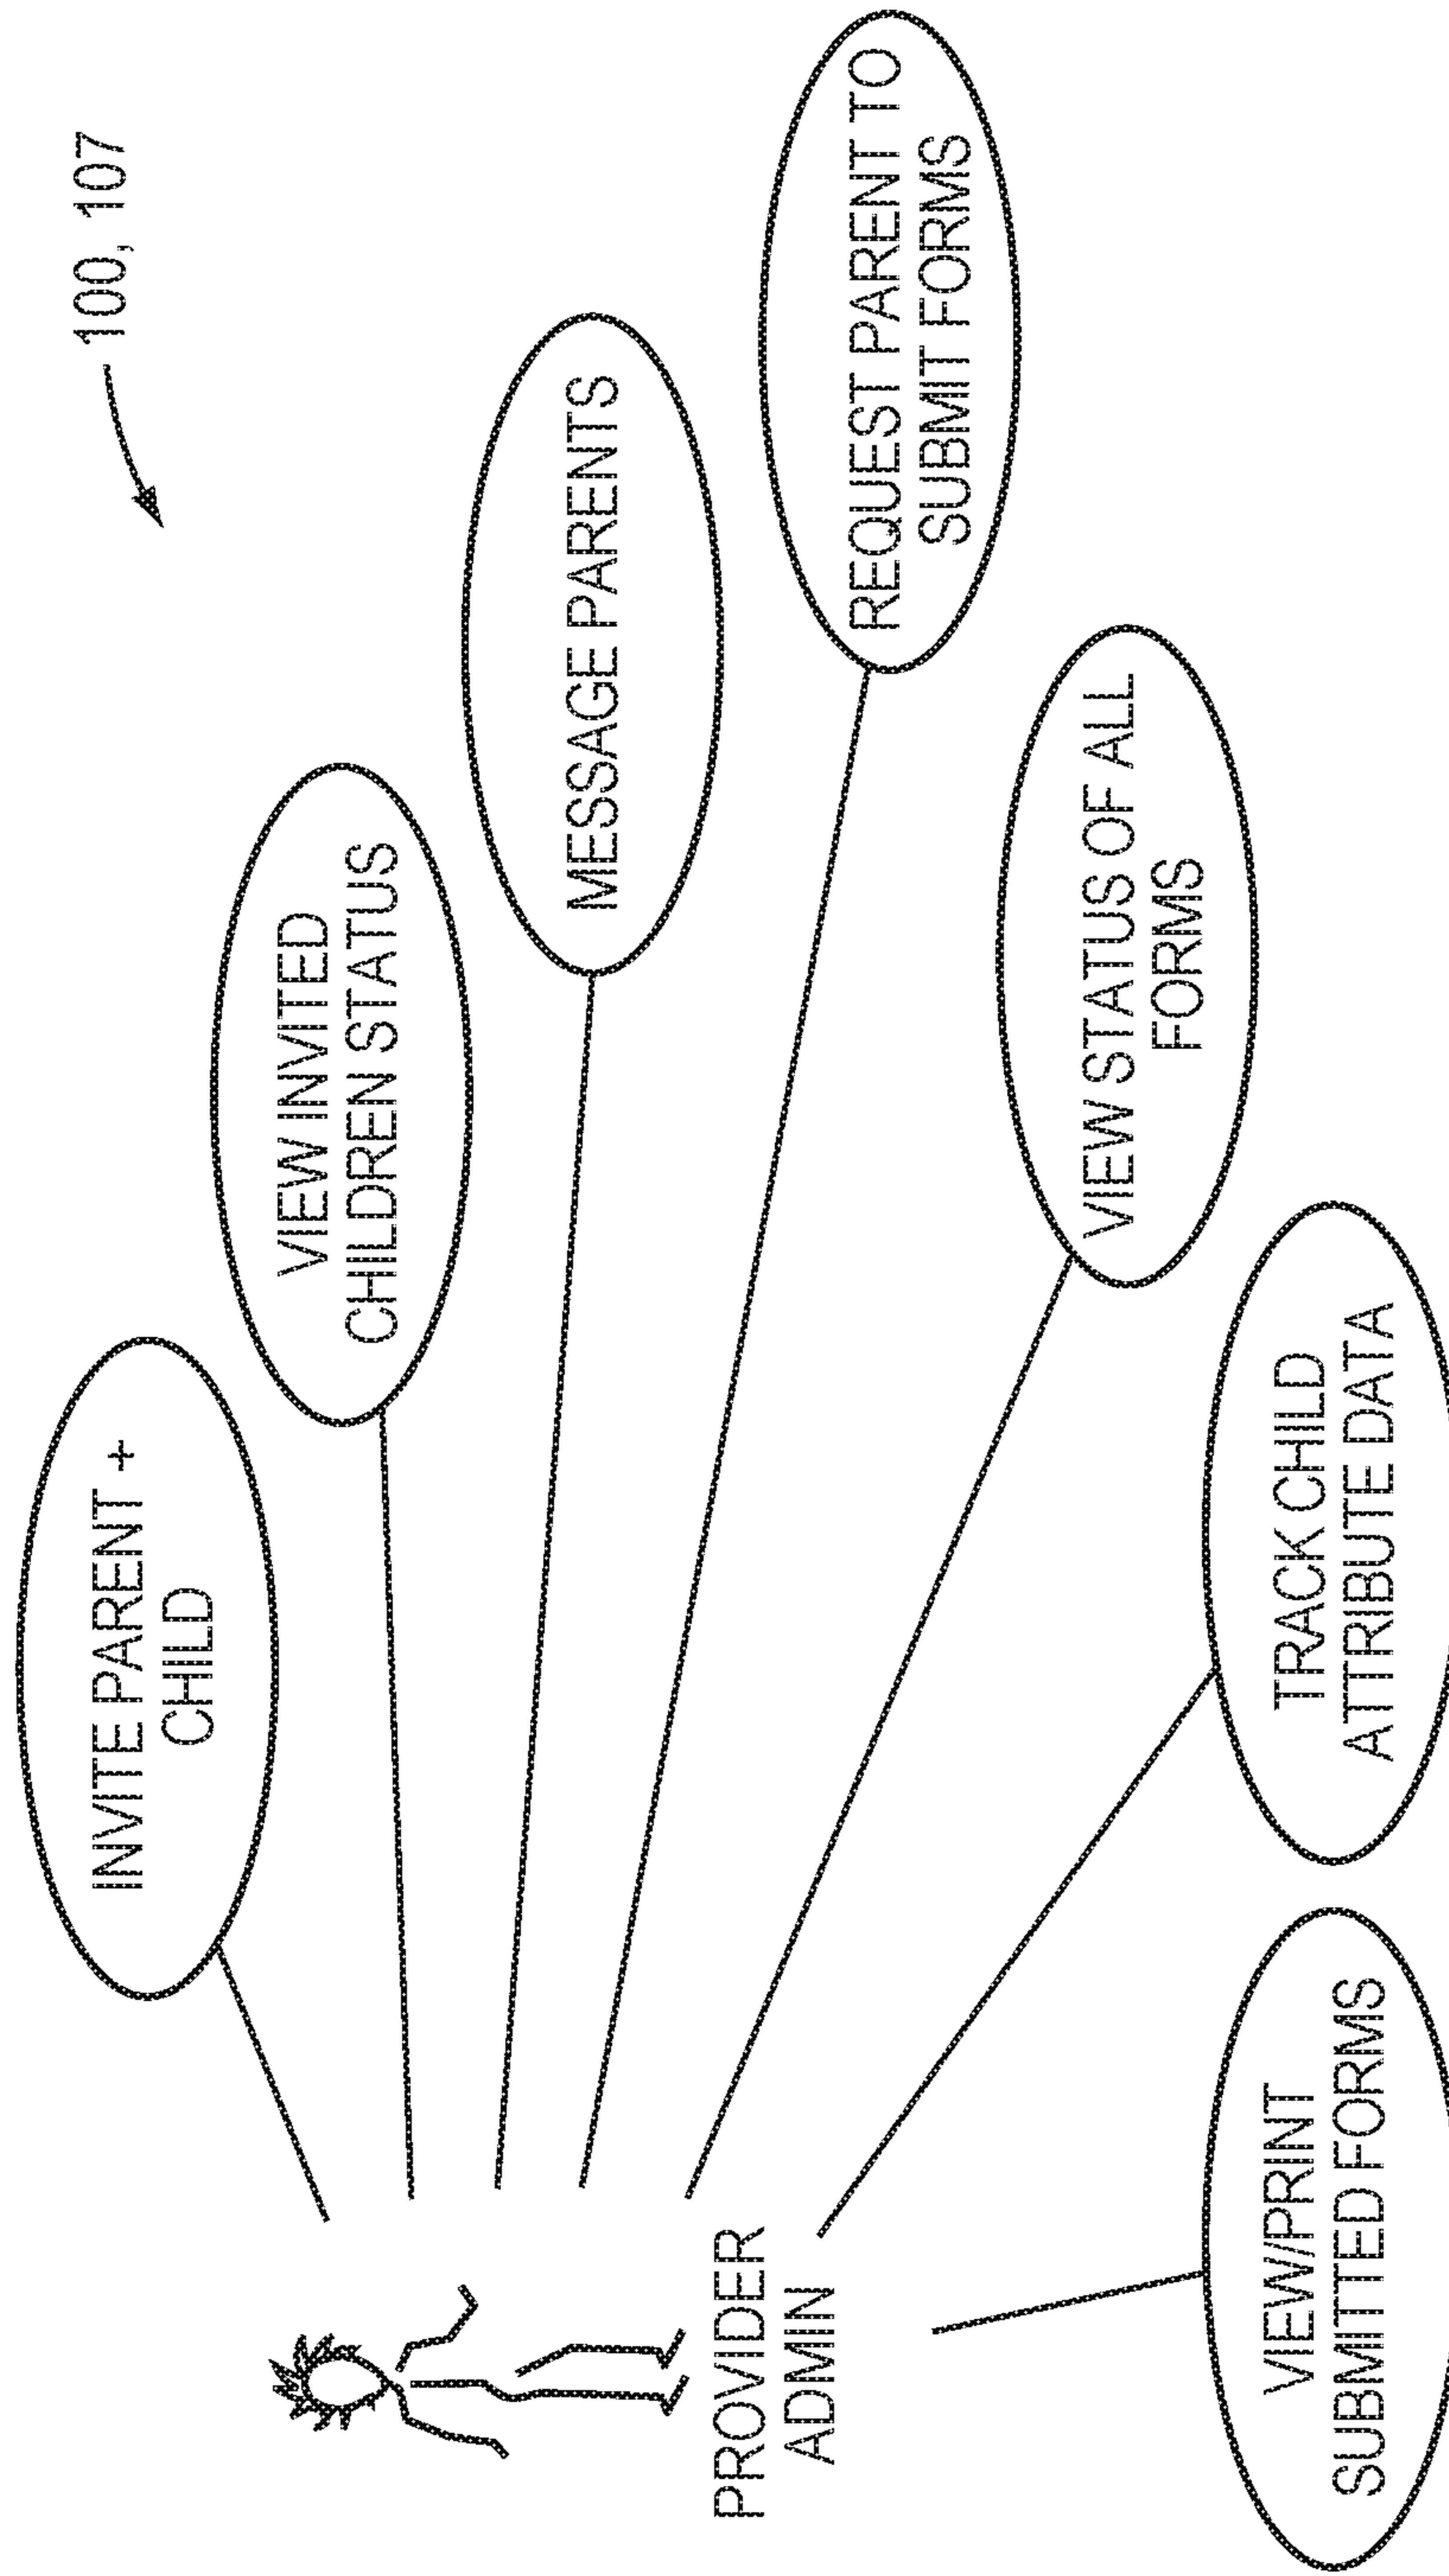 100, 107
INVITE PARENT +
CHILD
VIEW INVITED
CHILDREN STATUS
MESSAGE PARENTS
REQUEST PARENT TO
SUBMIT FORMS
VIEW STATUS OF ALL
FORMS
TRACK CHILD
ATTRIBUTE DATA
VIEW/PRINT
SUBMITTED FORMS
PROVIDER
ADMIN